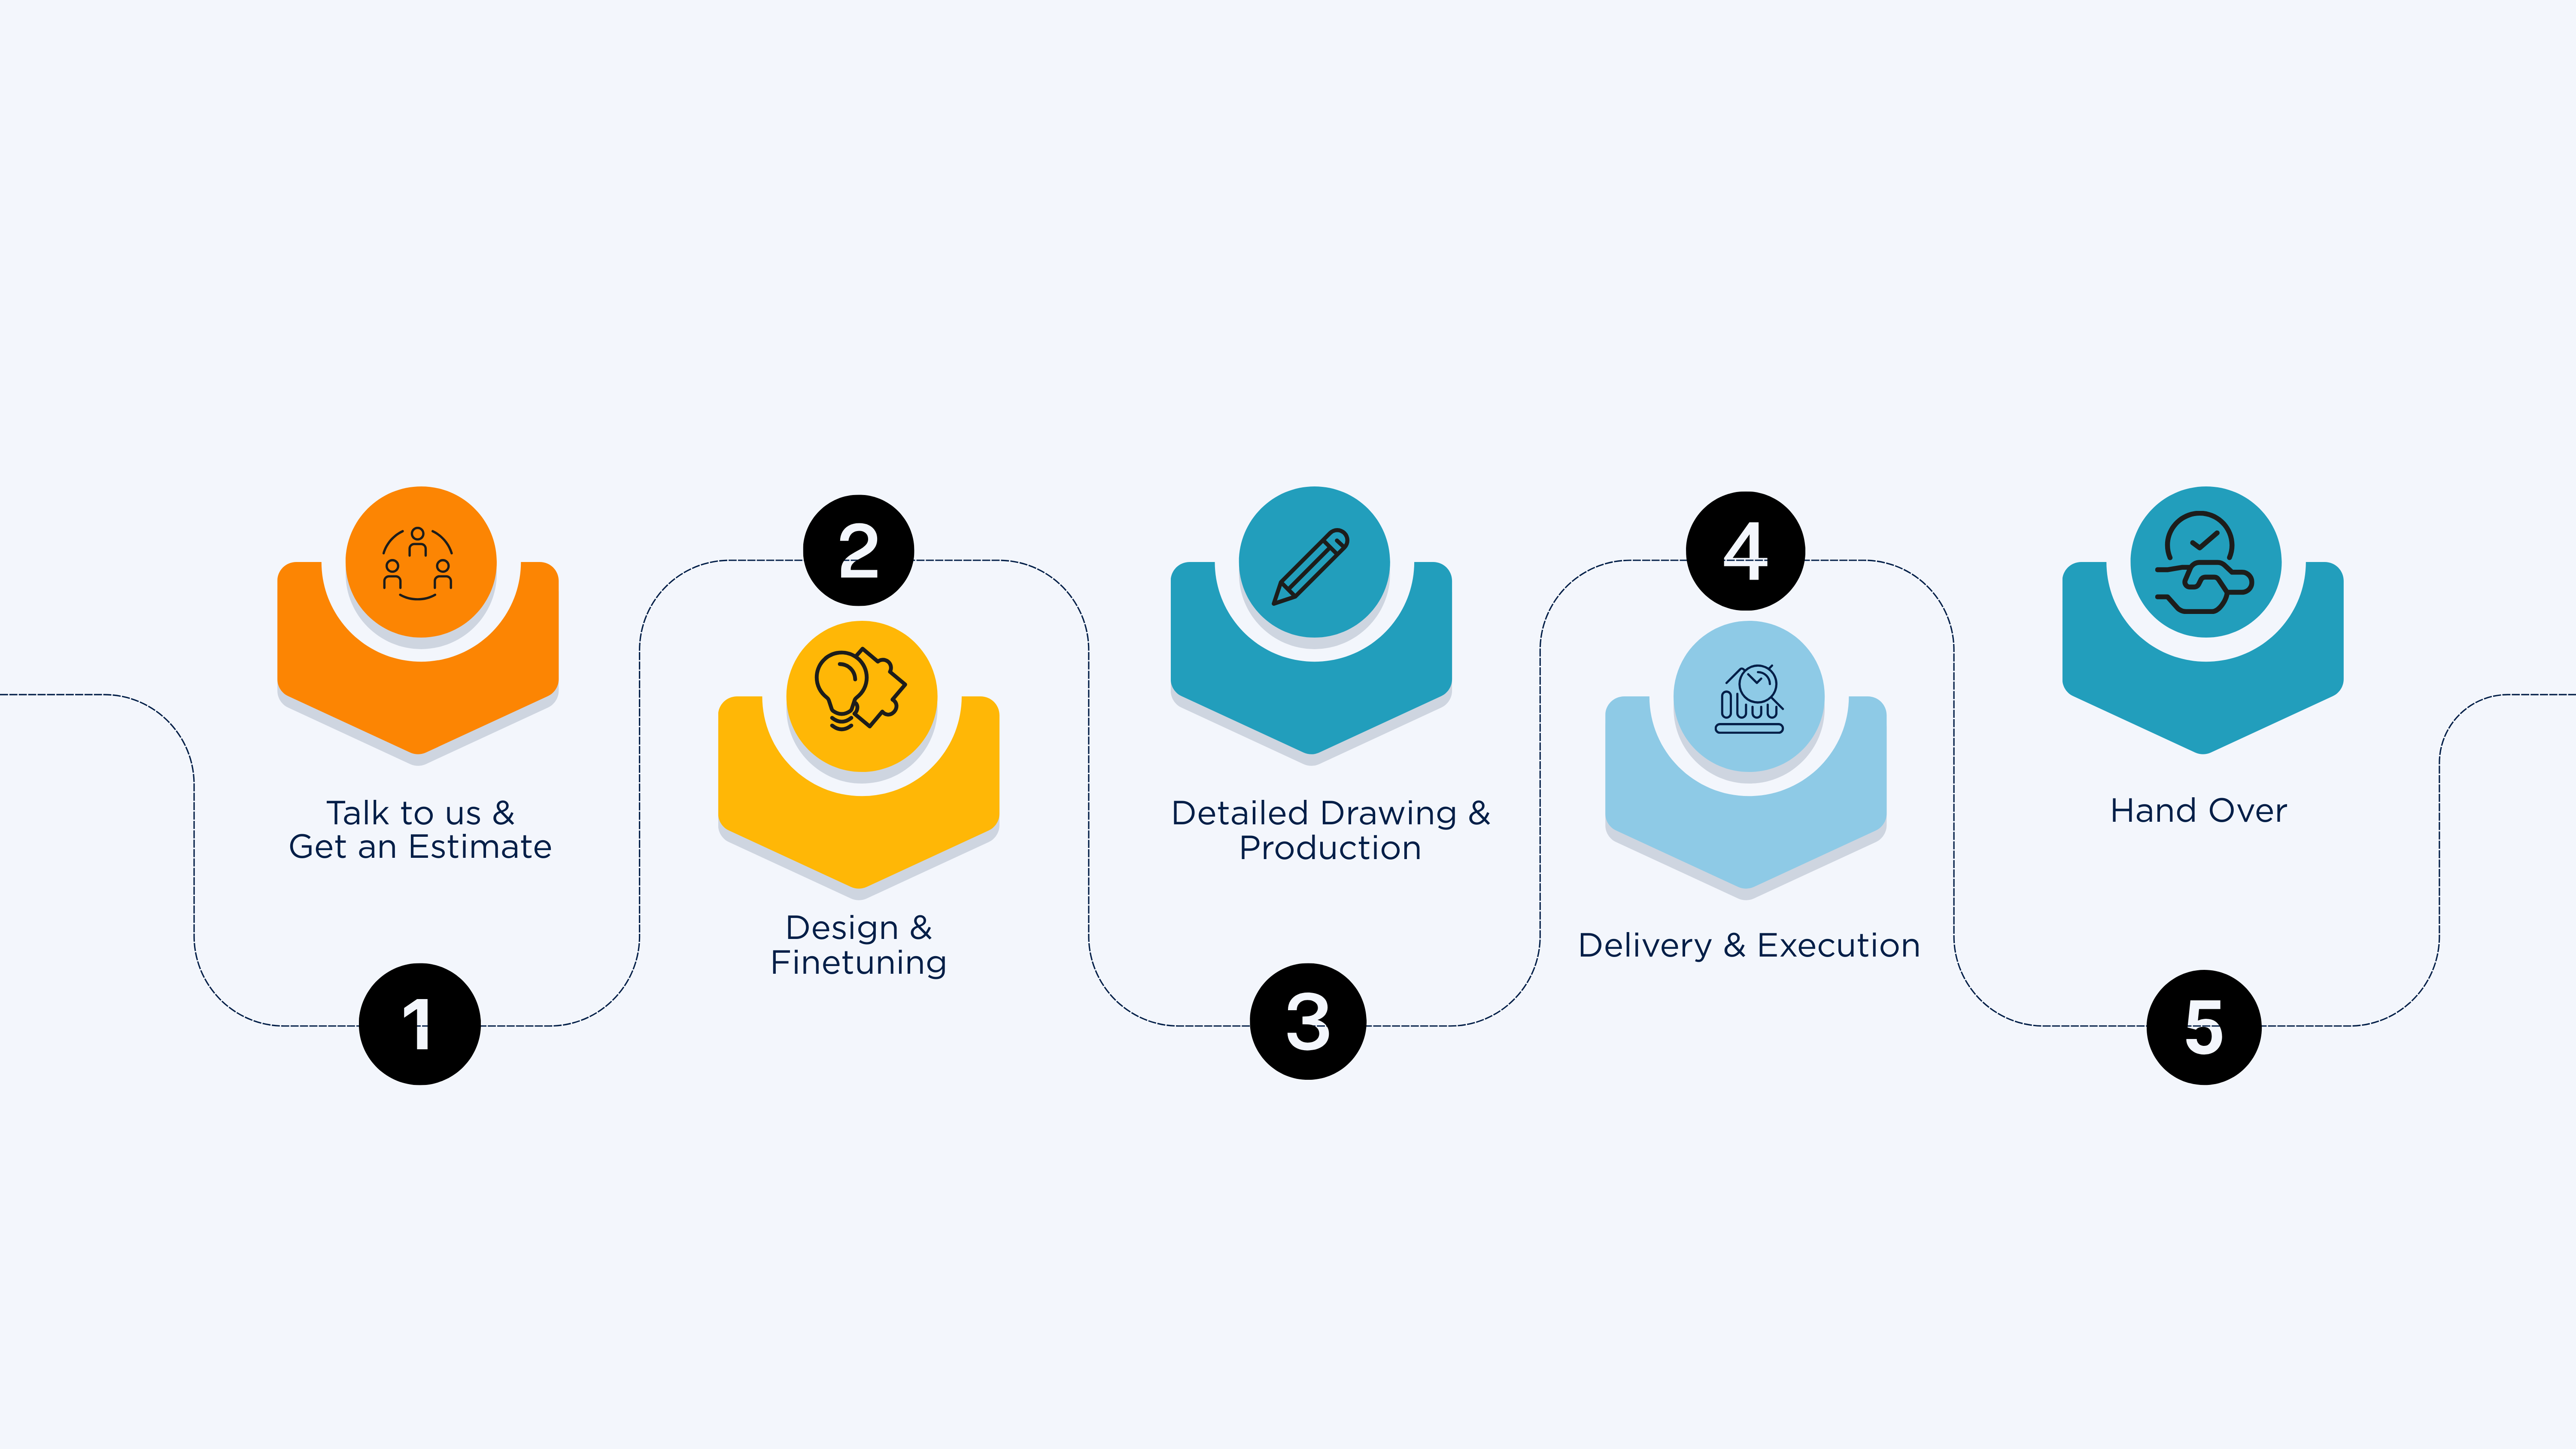 1
Talk to us &
Get an Estimate
2
Design &
Finetuning
3
Detailed Drawing &
Production
4
Delivery & Execution
5
Hand Over